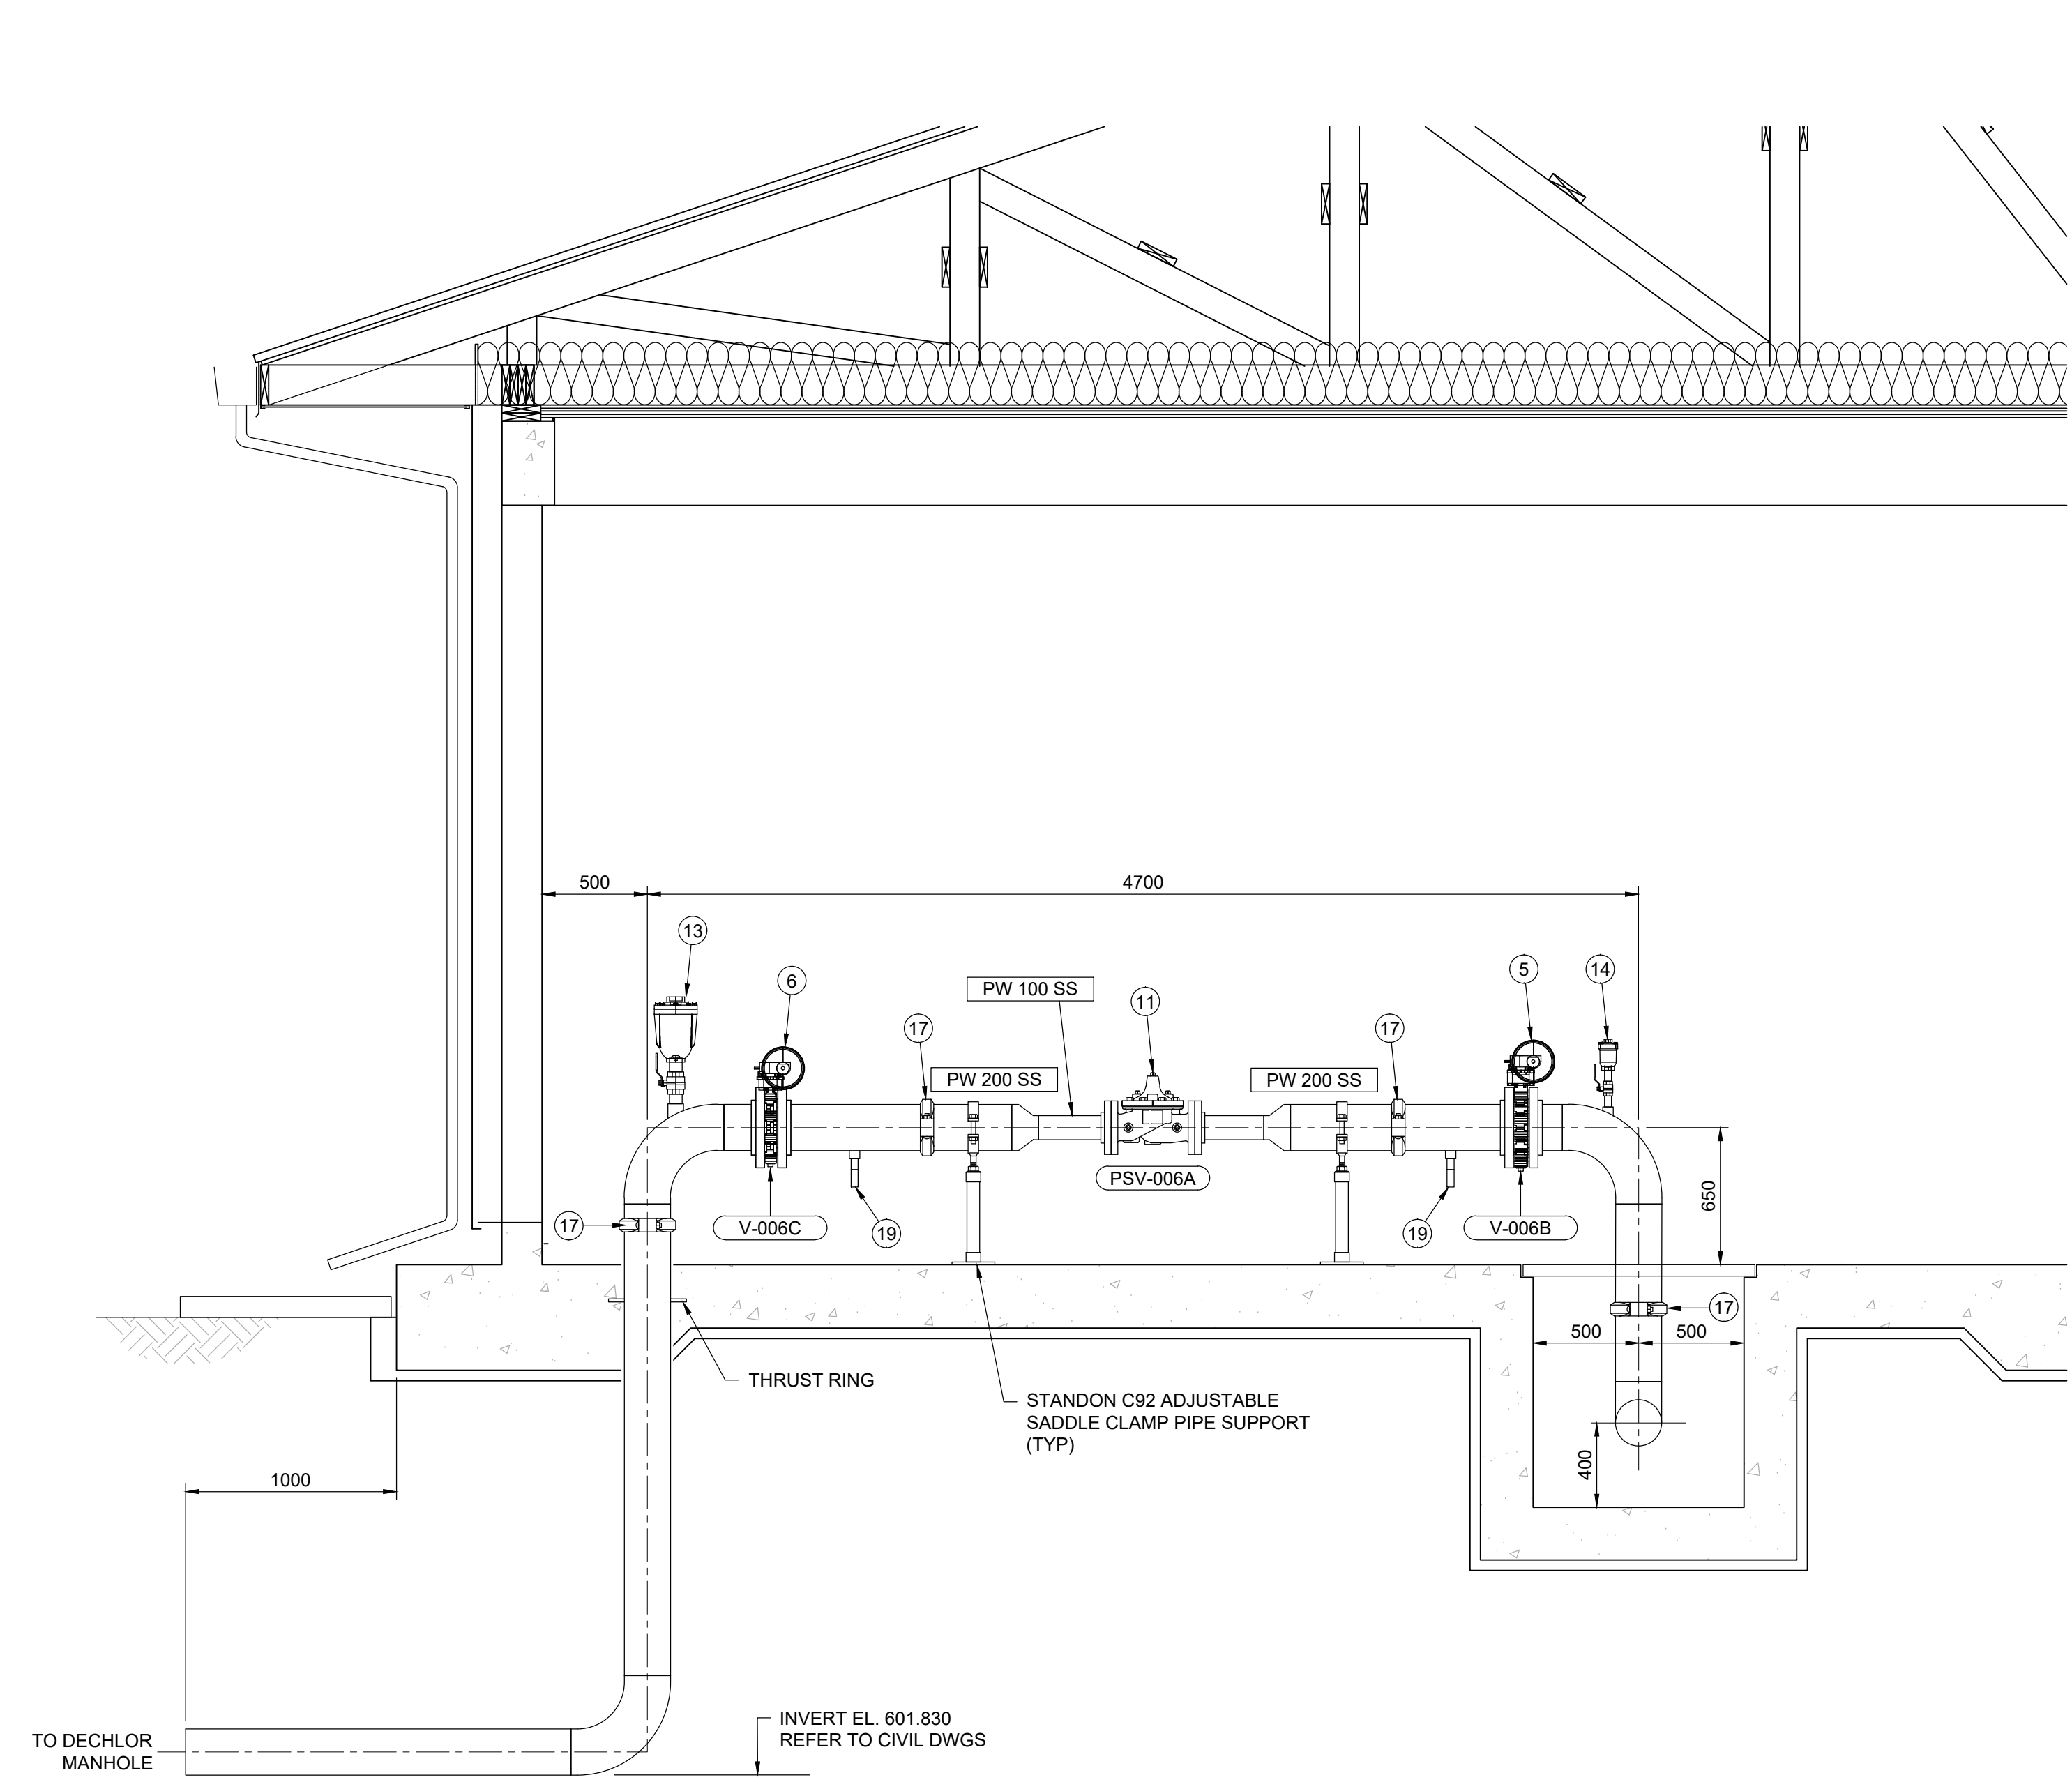 500
4700
13
6
5
14
PW 100 SS
11
17
17
PW 200 SS
PW 200 SS
PSV-006A
650
17
V-006C
19
19
V-006B
17
500
500
THRUST RING
STANDON C92 ADJUSTABLE
SADDLE CLAMP PIPE SUPPORT
(TYP)
400
1000
INVERT EL. 601.830
REFER TO CIVIL DWGS
TO DECHLOR
MANHOLE